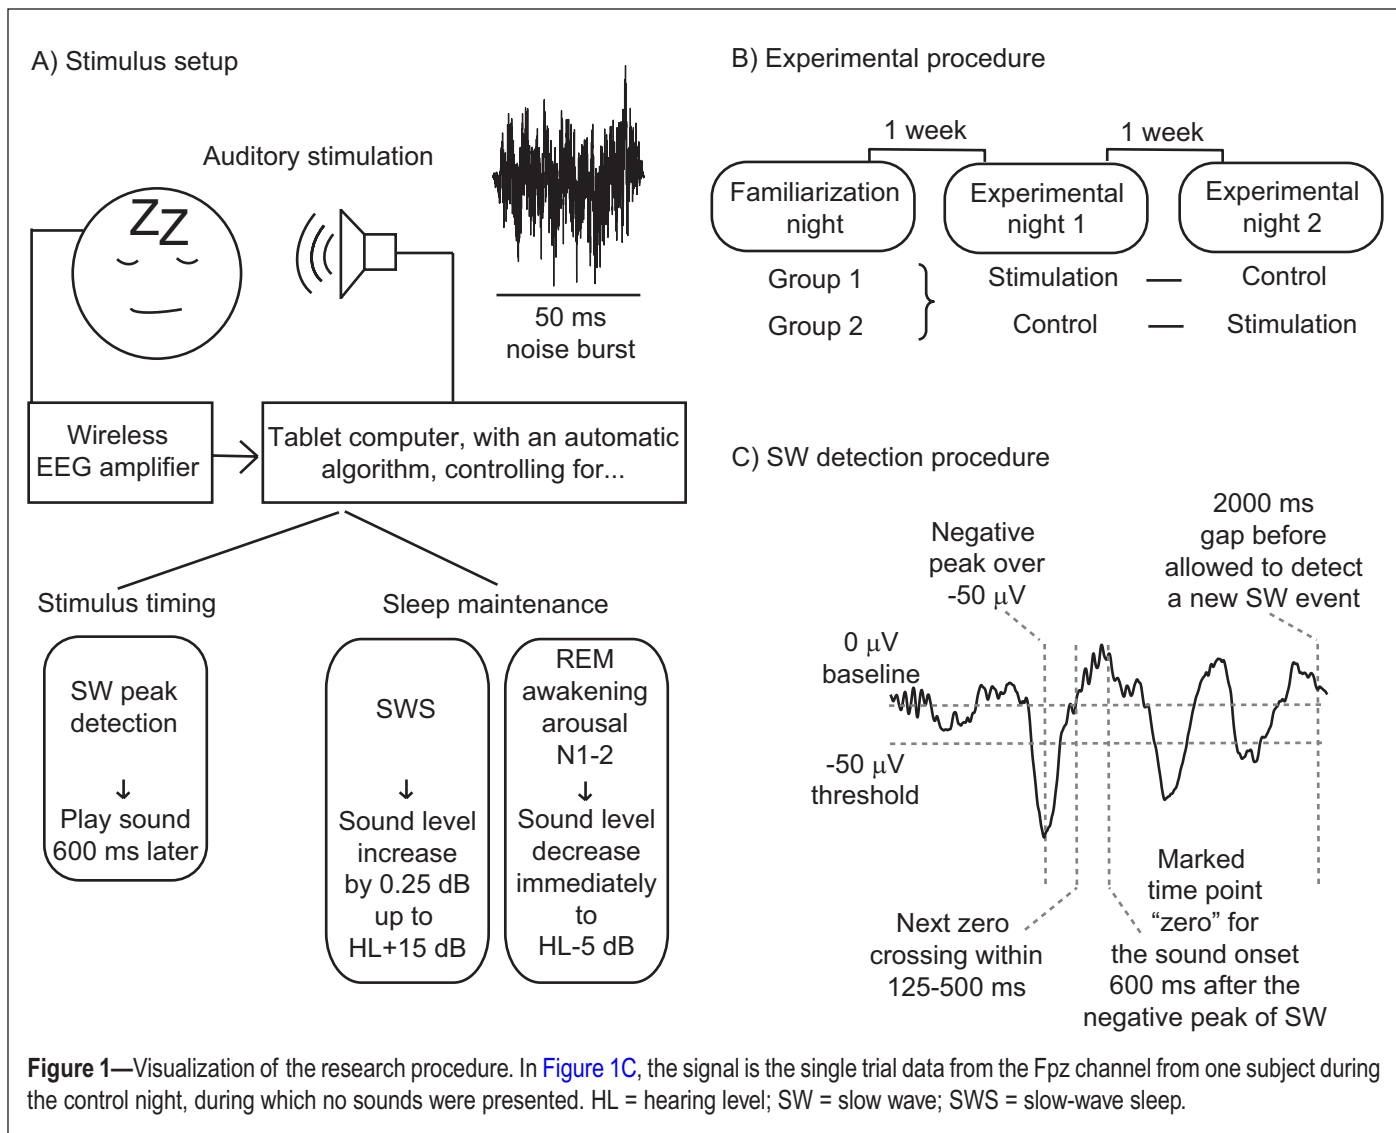 A) Stimulus setup
Auditory stimulation
ZZ
50 ms
noise burst
Wireless
EEG amplifier
Tablet computer, with an automatic
algorithm, controlling for...
Stimulus timing
SW peak
detection
↓
Play sound
600 ms later
Sleep maintenance
SWS
↓
Sound level
increase
by 0.25 dB
up to
HL+15 dB
REM
awakening
arousal
N1-2
↓
Sound level
decrease
immediately
to
HL-5 dB
B) Experimental procedure
1 week
1 week
Familiarization
night
Experimental
night 1
Experimental
night 2
Group 1
Stimulation — Control
Group 2
Control — Stimulation
C) SW detection procedure
Negative
peak over
-50 μV
2000 ms
gap before
allowed to detect
a new SW event
0 μV
baseline
-50 μV
threshold
Next zero
crossing within
125-500 ms
Marked
time point
“zero” for
the sound onset
600 ms after the
negative peak of SW
Figure 1—Visualization of the research procedure. In Figure 1C, the signal is the single trial data from the Fpz channel from one subject during
the control night, during which no sounds were presented. HL = hearing level; SW = slow wave; SWS = slow-wave sleep.